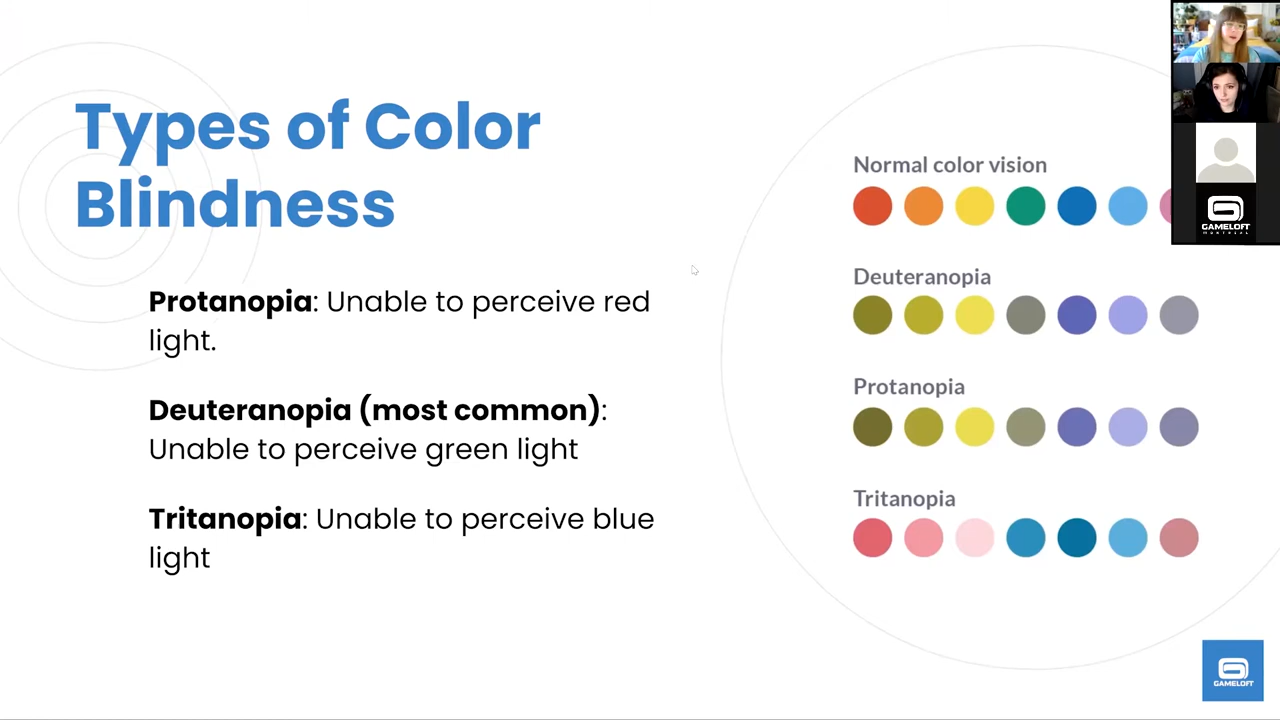 Types of Color
Blindness
Protanopia: Unable to perceive red
light.
Deuteranopia (most common):
Unable to perceive green light
Tritanopia: Unable to perceive blue
light
Normal color vision
Deuteranopia
Protanopia
Tritanopia
GAMELOFT
MONTREAL
GAMELOFT